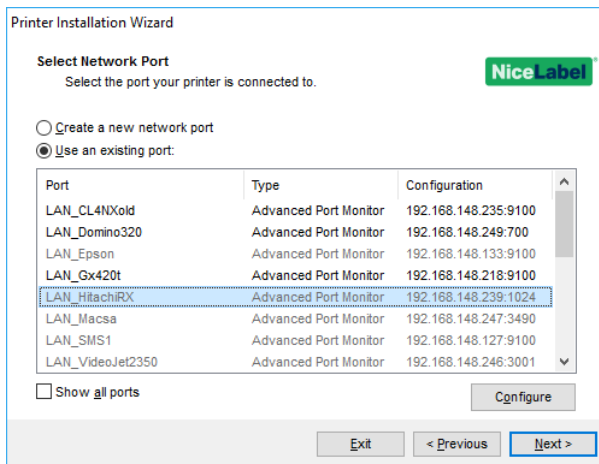 Printer Installation Wizard
Select Network Port
Select the port your printer is connected to.
NiceLabel
Create a new network port
Use an existing port:
Port Type Configuration
LAN_CL4NXold Advanced Port Monitor 192.168.148.235:9100
LAN_Domino320 Advanced Port Monitor 192.168.148.249:700
LAN_Epson Advanced Port Monitor 192.168.148.133:9100
LAN_Gx420t Advanced Port Monitor 192.168.148.218:9100
LAN_HitachiRX Advanced Port Monitor 192.168.148.239:1024
LAN_Macsa Advanced Port Monitor 192.168.148.247:3490
LAN_SMS1 Advanced Port Monitor 192.168.148.127:9100
LAN_VideoJet2350 Advanced Port Monitor 192.168.148.246:3001
Show all ports
Configure
Exit < Previous Next >